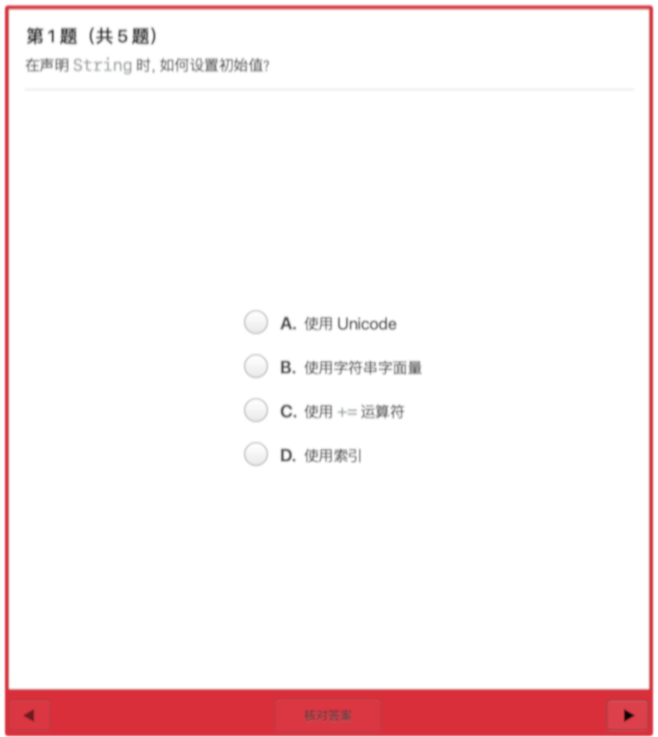 第 1 题（共 5 题）
在声明 String 时, 如何设置初始值?
A. 使用 Unicode
B. 使用字符串字面量
C. 使用 += 运算符
D. 使用索引
核对答案